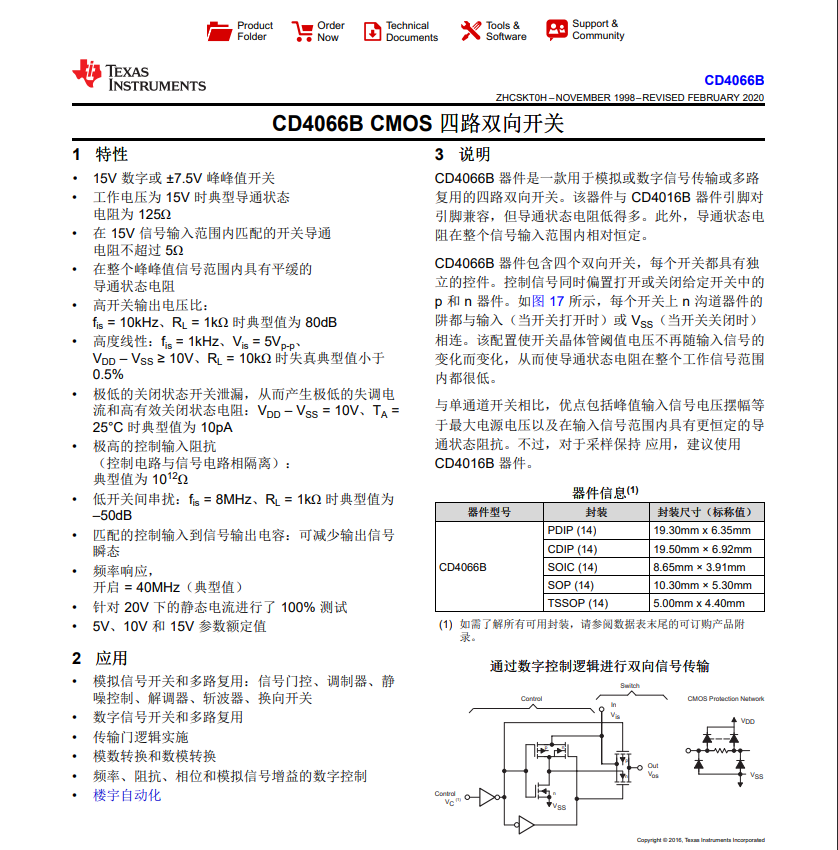 Product
Folder
Order
Now
Technical
Documents
Tools &
Software
Support &
Community
TEXAS
INSTRUMENTS
CD4066B
ZHCSKT0H – NOVEMBER 1998 – REVISED FEBRUARY 2020
CD4066B CMOS 四路双向开关
1 特性
• 15V 数字或 ±7.5V 峰峰值开关
• 工作电压为 15V 时典型导通状态
电阻为 125Ω
• 在 15V 信号输入范围内匹配的开关导通
电阻不超过 5Ω
• 在整个峰峰值信号范围内具有平缓的
导通状态电阻
• 高开关输出电压比：
fis = 10kHz、RL = 1kΩ 时典型值为 80dB
• 高度线性：fis = 1kHz、Vis = 5Vp-p、
VDD – VSS ≥ 10V、RL = 10kΩ 时失真典型值小于
0.5%
• 极低的关闭状态开关泄漏，从而产生极低的失调电
流和高有效关闭状态电阻：VDD – VSS = 10V、TA =
25°C 时典型值为 10pA
• 极高的控制输入阻抗
（控制电路与信号电路相隔离）：
典型值为 10¹²Ω
• 低开关间串扰：fis = 8MHz、RL = 1kΩ 时典型值为
–50dB
• 匹配的控制输入到信号输出电容：可减少输出信号
瞬态
• 频率响应，
开启 = 40MHz（典型值）
• 针对 20V 下的静态电流进行了 100% 测试
• 5V、10V 和 15V 参数额定值
2 应用
• 模拟信号开关和多路复用：信号门控、调制器、静
噪控制、解调器、斩波器、换向开关
• 数字信号开关和多路复用
• 传输门逻辑实施
• 模数转换和数模转换
• 频率、阻抗、相位和模拟信号增益的数字控制
• 楼宇自动化
3 说明
CD4066B 器件是一款用于模拟或数字信号传输或多路
复用的四路双向开关。该器件与 CD4016B 器件引脚对
引脚兼容，但导通状态电阻低得多。此外，导通状态电
阻在整个信号输入范围内相对恒定。
CD4066B 器件包含四个双向开关，每个开关都具有独
立的控件。控制信号同时偏置打开或关闭给定开关中的
p 和 n 器件。如图 17 所示，每个开关上 n 沟道器件的
阱都与输入（当开关打开时）或 VSS（当开关关闭时）
相连。该配置使开关晶体管阈值电压不再随输入信号的
变化而变化，从而使导通状态电阻在整个工作信号范围
内都很低。
与单通道开关相比，优点包括峰值输入信号电压摆幅等
于最大电源电压以及在输入信号范围内具有更恒定的导
通状态阻抗。不过，对于采样保持 应用，建议使用
CD4016B 器件。
器件信息(1)
器件型号 封装 封装尺寸（标称值）
CD4066B
PDIP (14) 19.30mm x 6.35mm
CDIP (14) 19.50mm × 6.92mm
SOIC (14) 8.65mm × 3.91mm
SOP (14) 10.30mm × 5.30mm
TSSOP (14) 5.00mm x 4.40mm
(1) 如需了解所有可用封装，请参阅数据表末尾的可订购产品附
录。
通过数字控制逻辑进行双向信号传输
Switch
Control
In
Vis
CMOS Protection Network
VDD
VSS
Out
Vos
n
VSS
Control
VC (1)
Copyright © 2016, Texas Instruments Incorporated